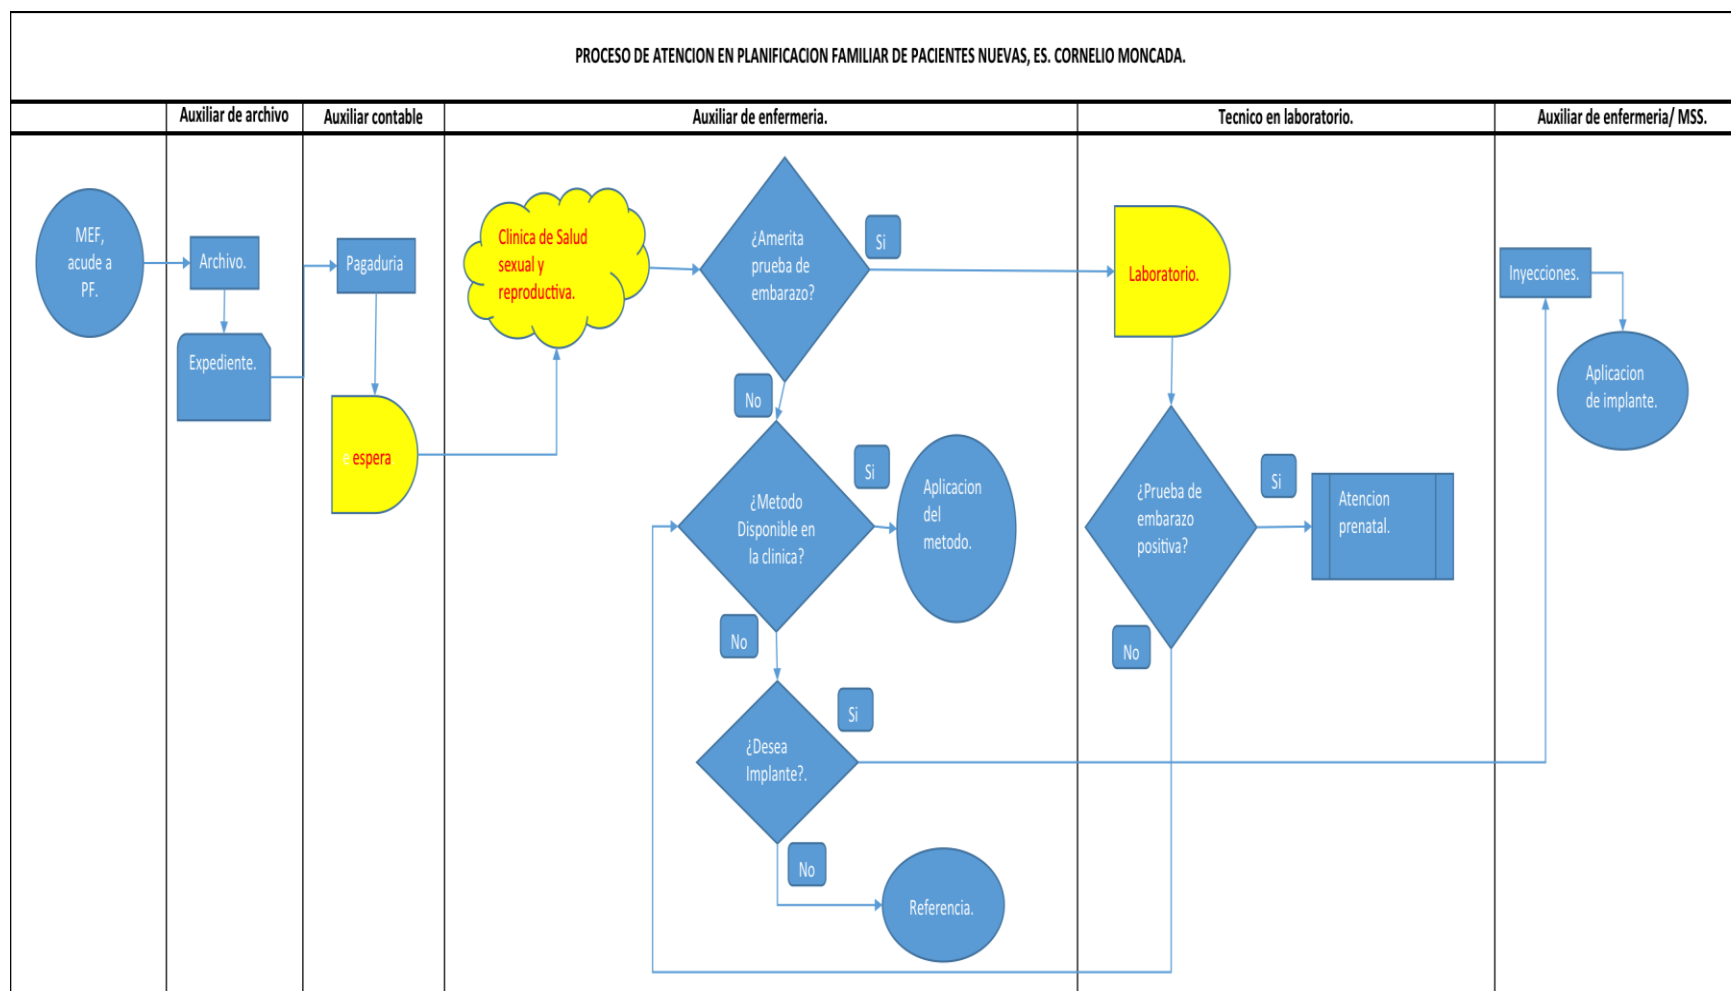 PROCESO DE ATENCION EN PLANIFICACION FAMILIAR DE PACIENTES NUEVAS, ES. CORNELIO MONCADA.
Auxiliar de archivo
Auxiliar contable
Auxiliar de enfermeria.
Tecnico en laboratorio.
Auxiliar de enfermeria/ MSS.
MEF,
acude a
PF.
Archivo.
Expediente.
Pagaduria
e espera
Clinica de Salud
sexual y
reproductiva.
¿Amerita
prueba de
embarazo?
Si
No
¿Metodo
Disponible en
la clinica?
Si
Aplicacion
del
metodo.
No
¿Desea
Implante?.
Si
No
Referencia.
Laboratorio.
¿Prueba de
embarazo
positiva?
Si
Atencion
prenatal.
No
Inyecciones.
Aplicacion
de implante.